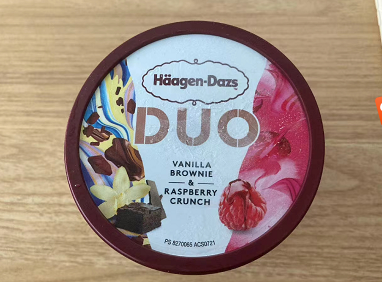 Häagen-Dazs
DUO
VANILLA
BROWNIE
&
RASPBERRY
CRUNCH
PS 8270065 ACS0721